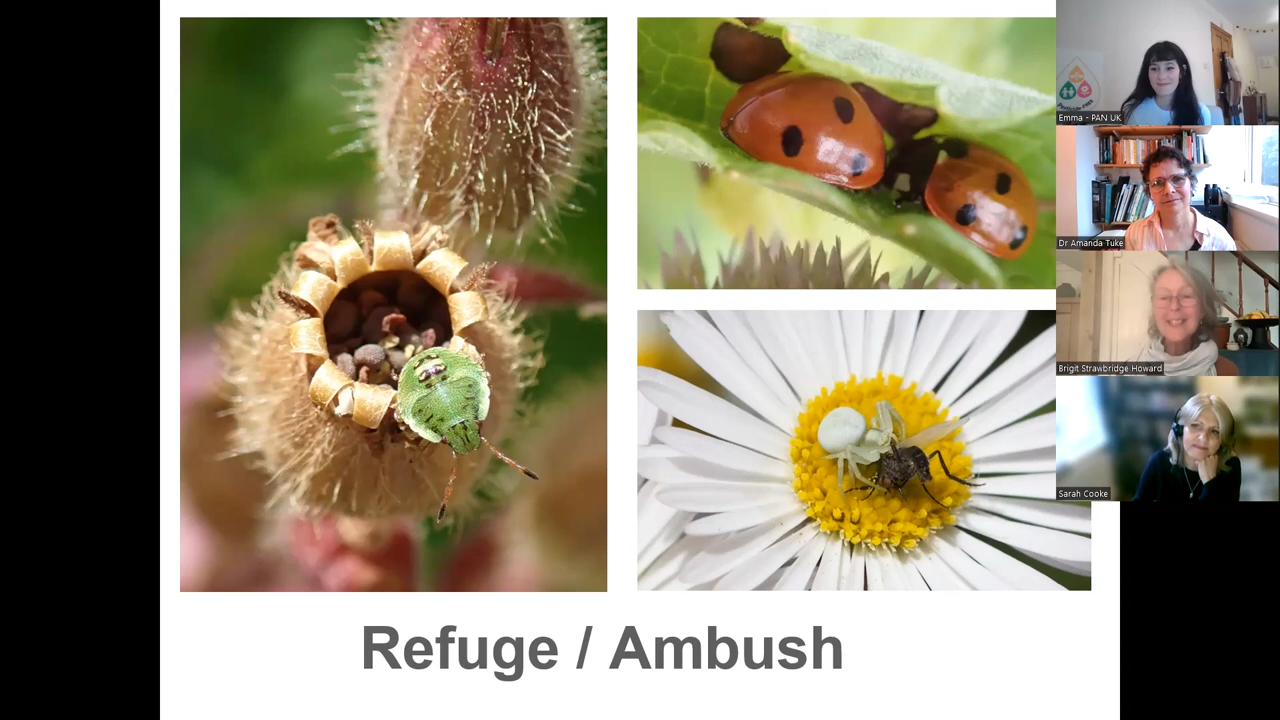 Refuge / Ambush
Emma - PAN UK
Dr Amanda Tuke
Brigit Strawbridge Howard
Sarah Cooke